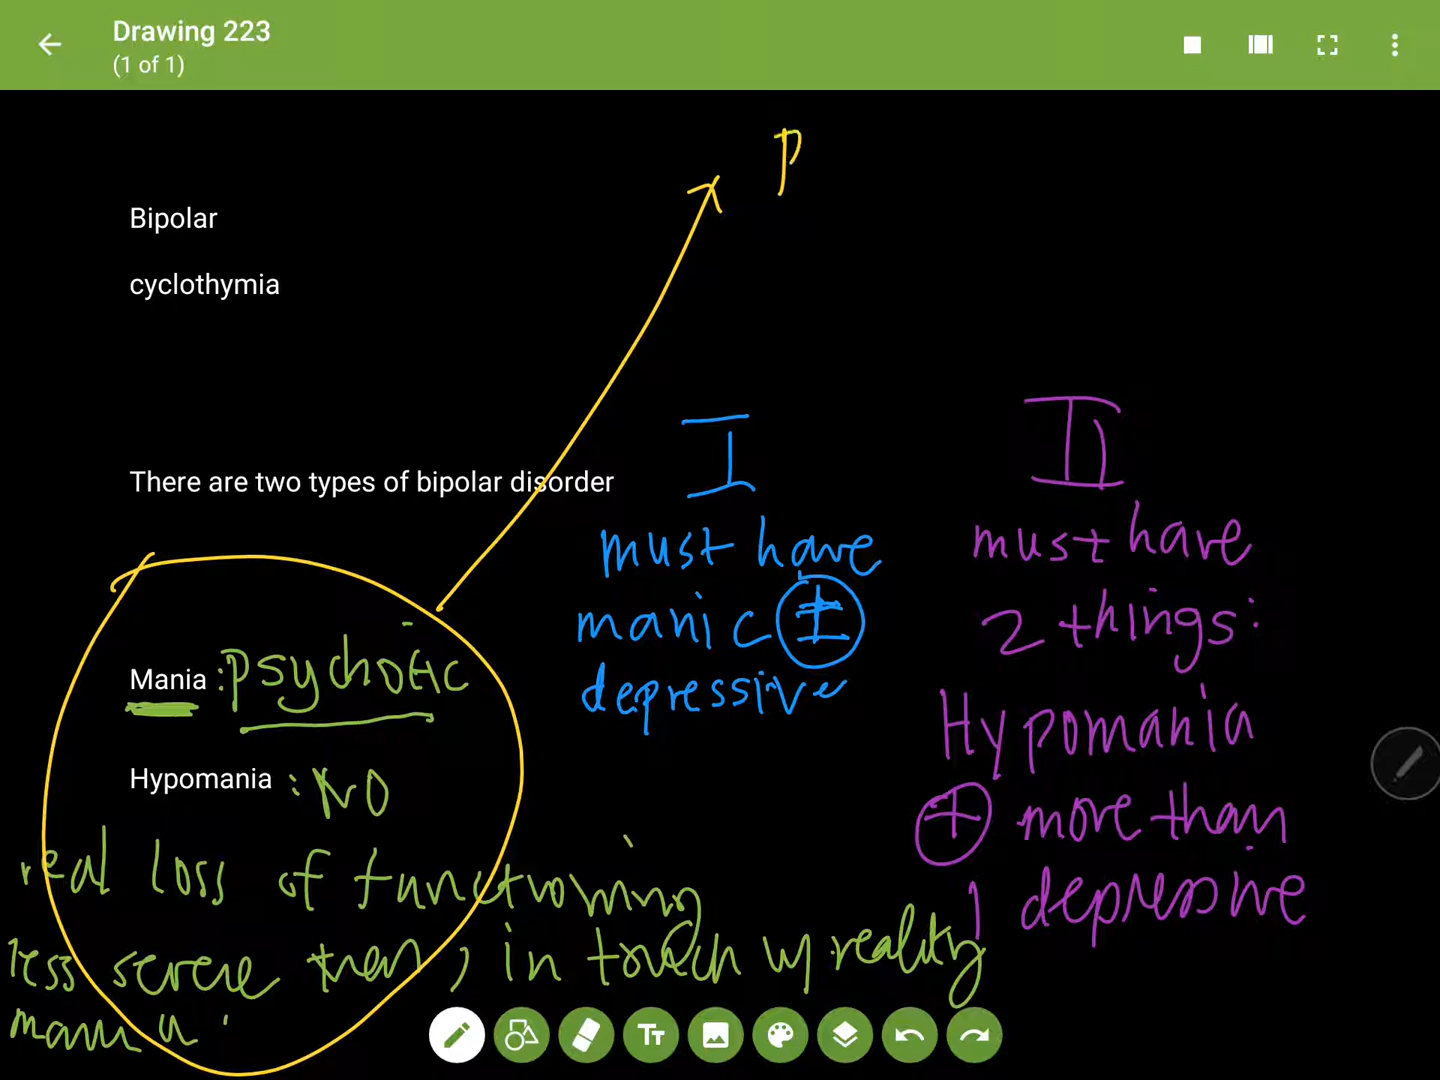 Drawing 223
(1 of 1)
P
Bipolar
cyclothymia
There are two types of bipolar disorder
I
must have
manic ±
depressive
II
must have
2 things:
Hypomania
+ more than
1 depressive
Mania : psychotic
Hypomania : NO
real loss of functioning
less severe than , in touch w/ reality
mania
Tт